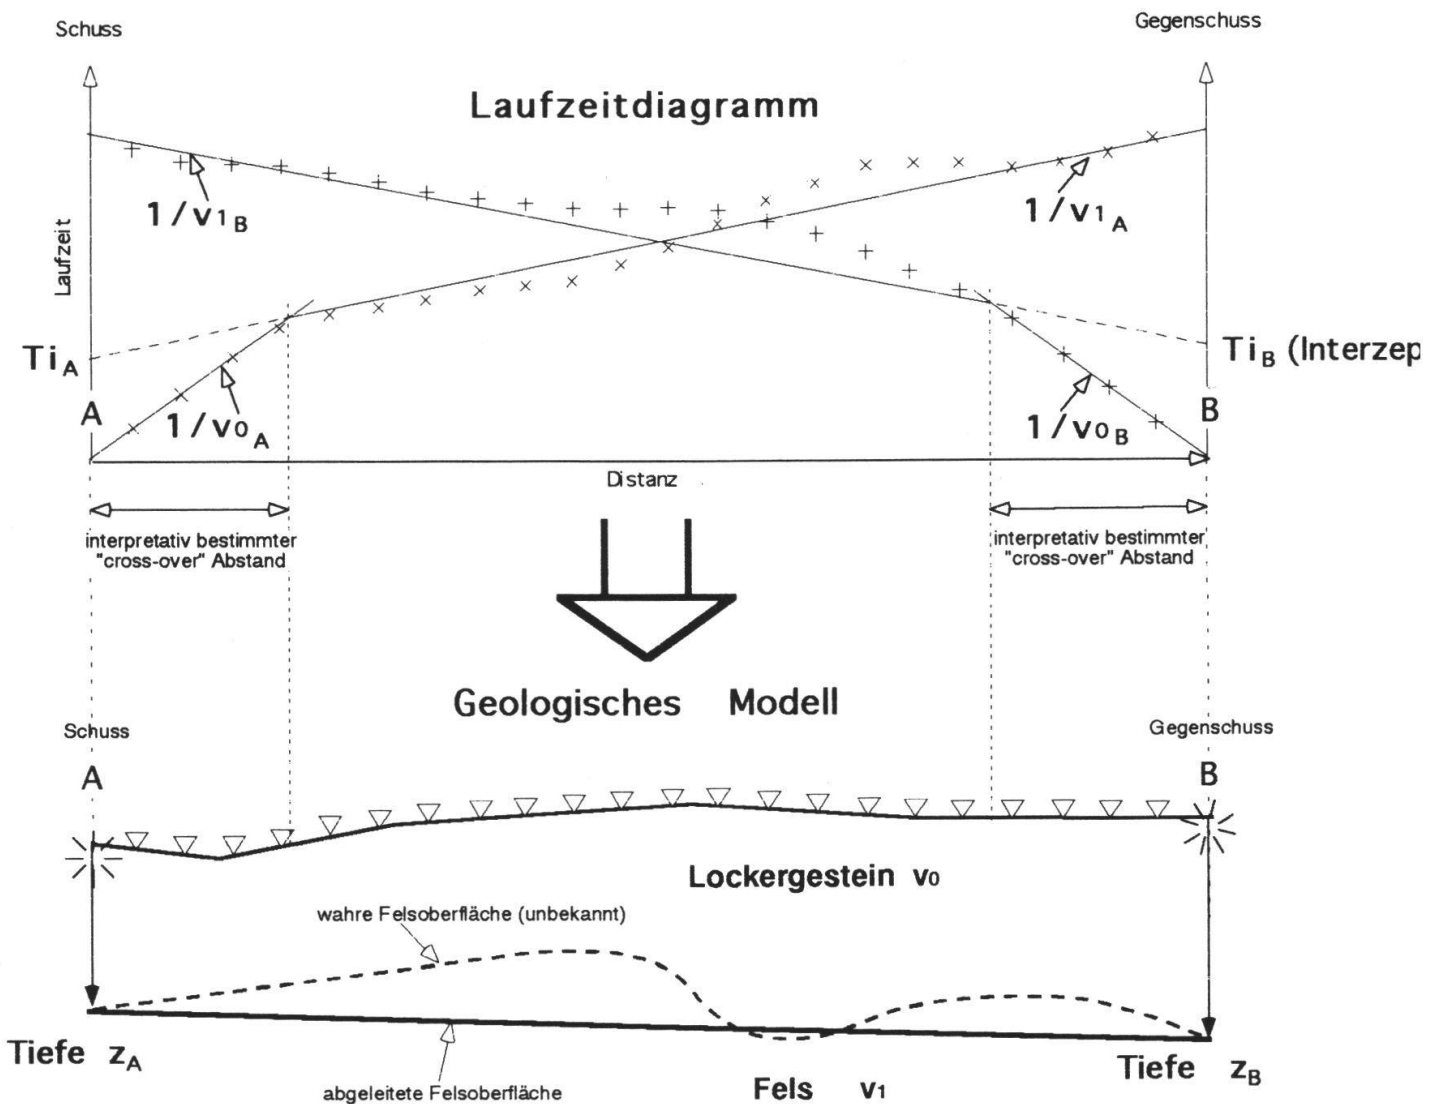 Schuss
Gegenschuss
Laufzeitdiagramm
Laufzeit
1/v1B
1/v1A
TiA
TiB (Interzep
A
B
1/v0A
1/v0B
Distanz
interpretativ bestimmter
"cross-over" Abstand
interpretativ bestimmter
"cross-over" Abstand
Geologisches Modell
Schuss
Gegenschuss
A
B
Lockergestein v0
wahre Felsoberfläche (unbekannt)
Tiefe zA
Tiefe zB
abgeleitete Felsoberfläche
Fels v1